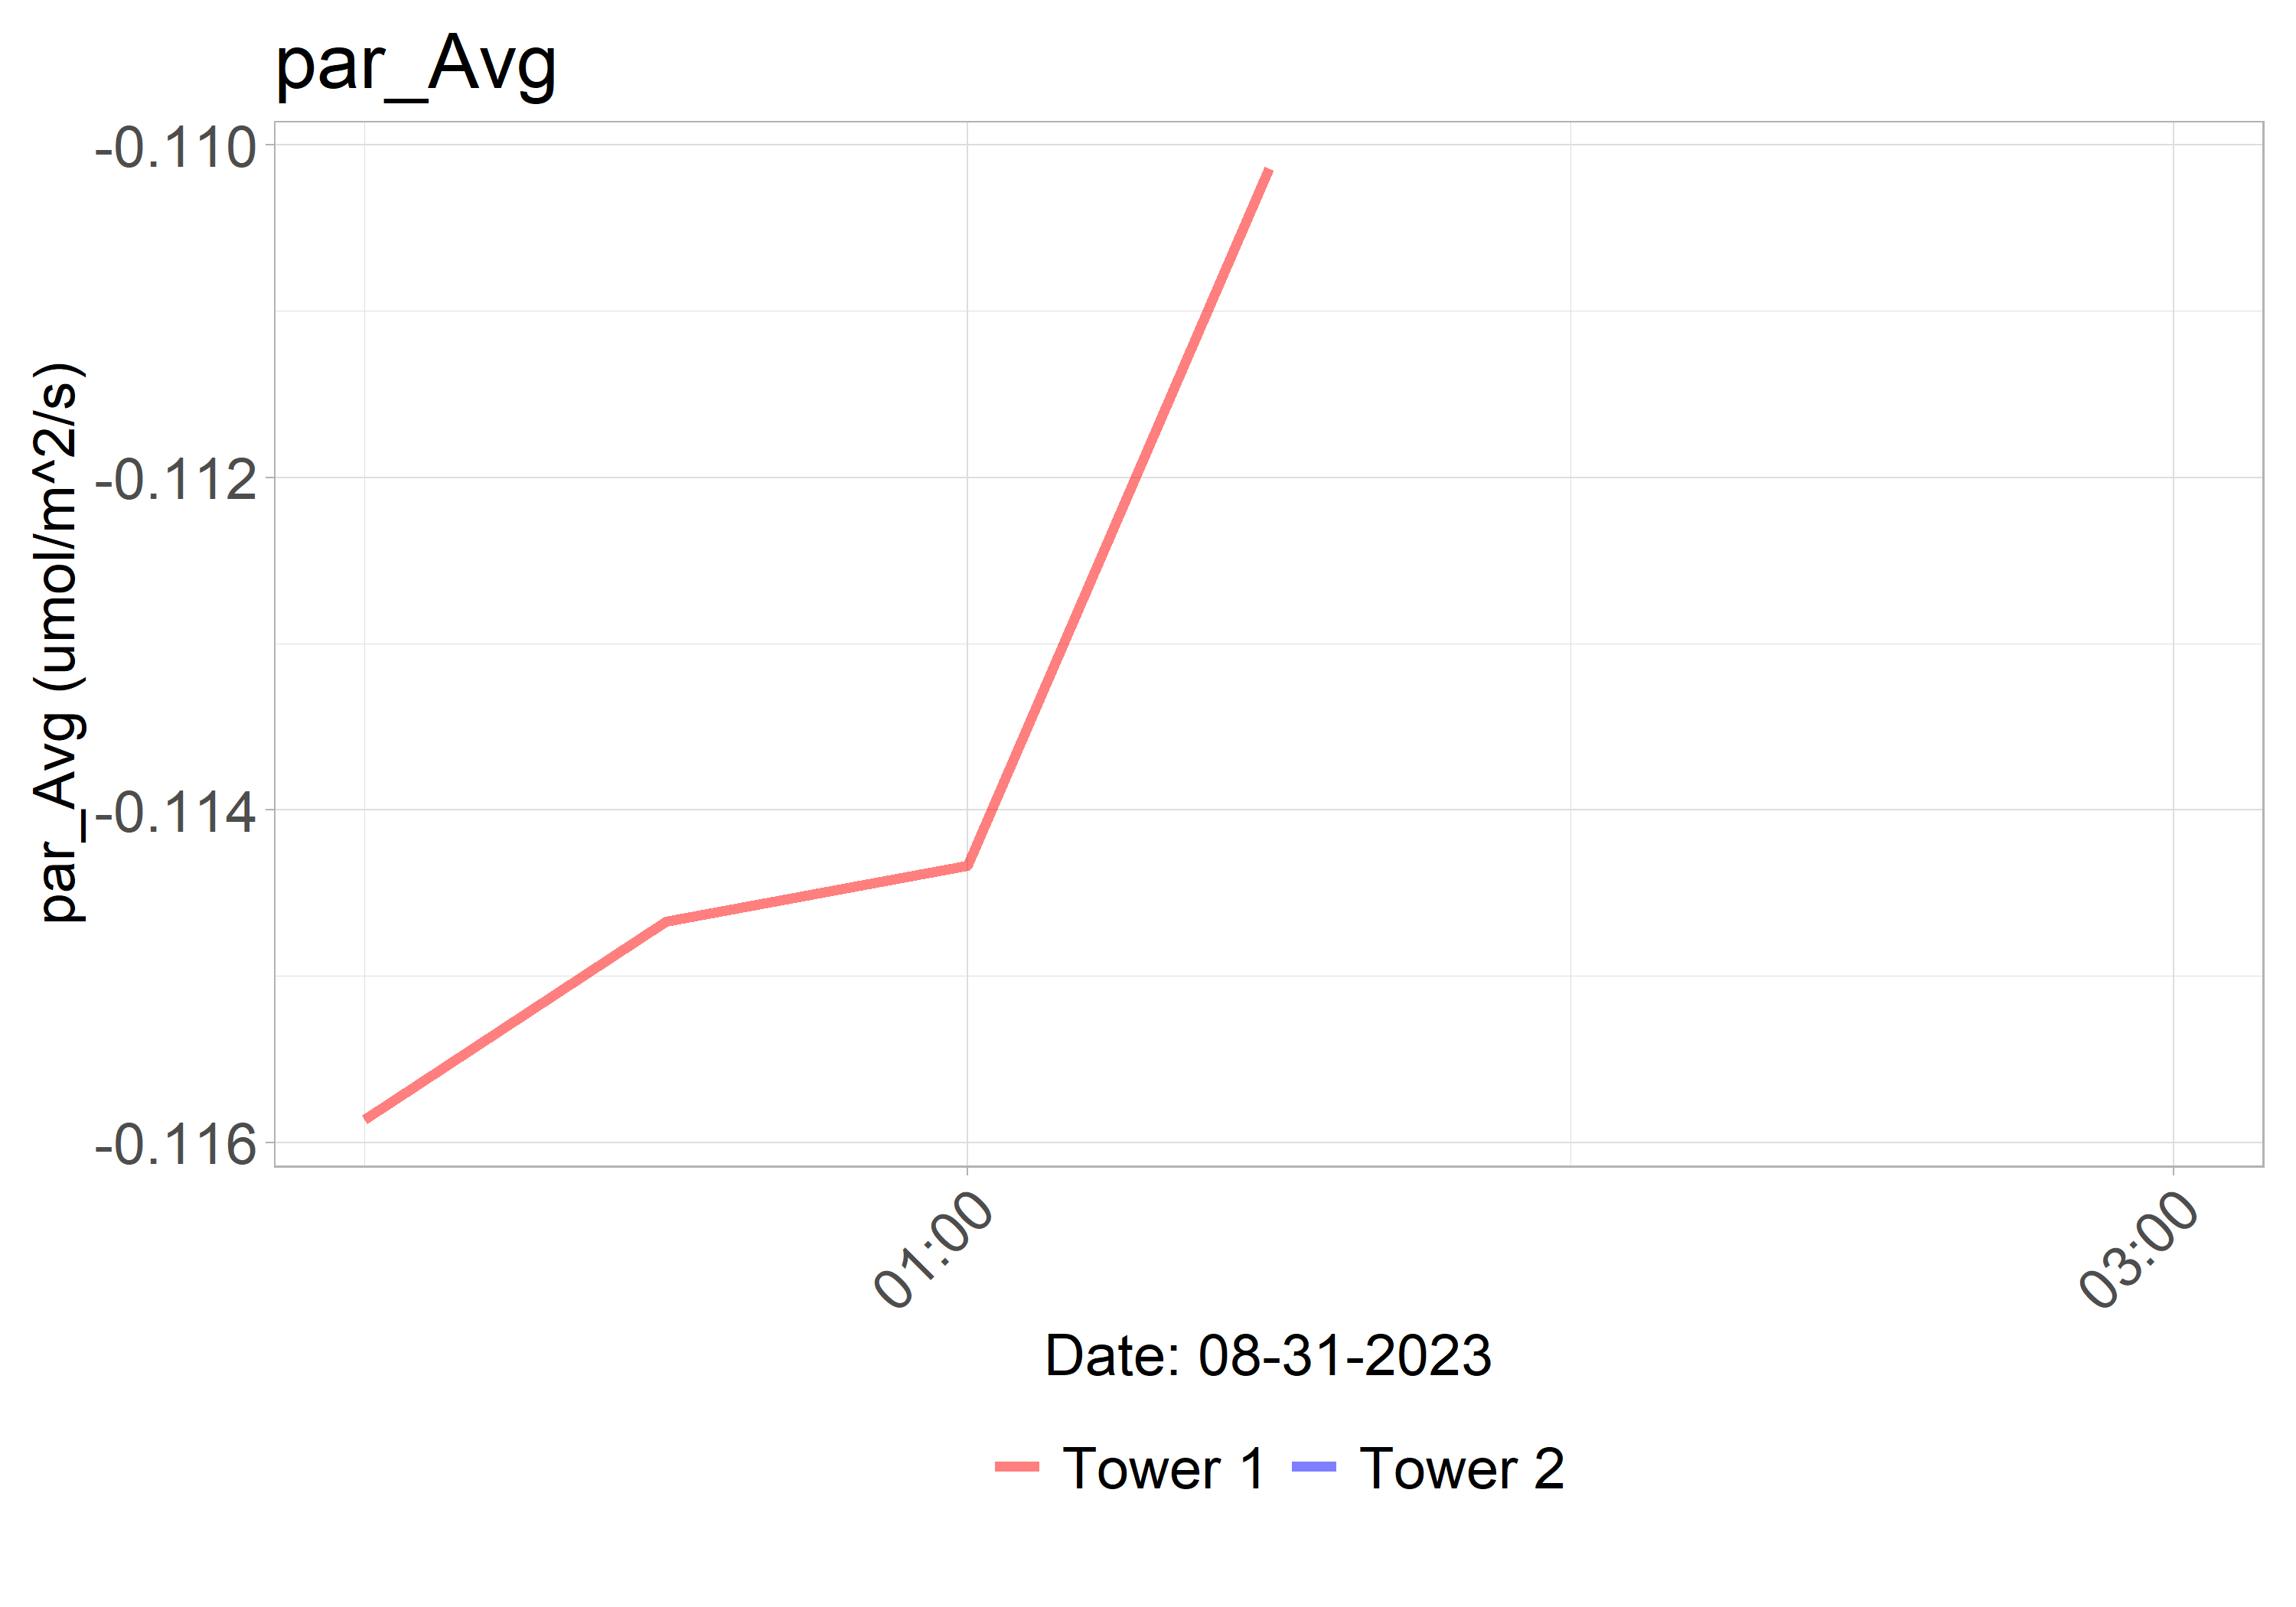 par_Avg
par_Avg (umol/m^2/s)
-0.110
-0.112
-0.114
-0.116
01:00
03:00
Date: 08-31-2023
Tower 1
Tower 2